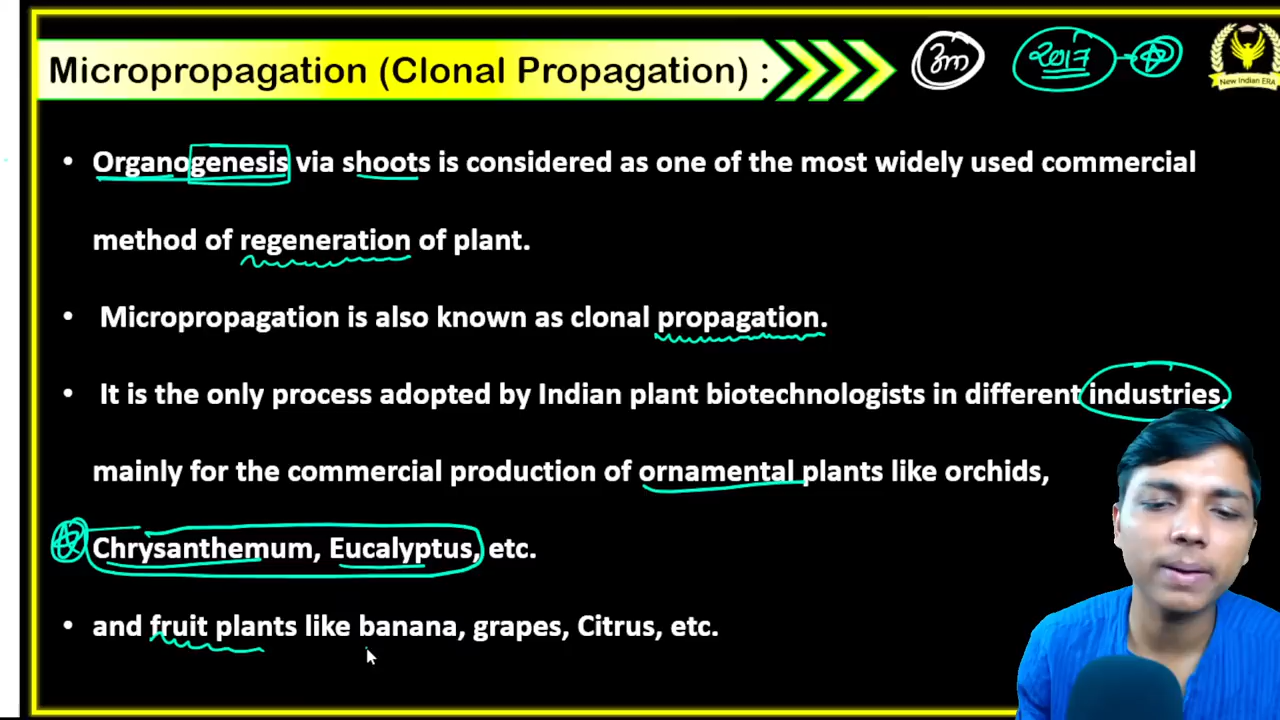 Micropropagation (Clonal Propagation) :
New Indian ERA
• Organogenesis via shoots is considered as one of the most widely used commercial
method of regeneration of plant.
• Micropropagation is also known as clonal propagation.
• It is the only process adopted by Indian plant biotechnologists in different industries,
mainly for the commercial production of ornamental plants like orchids,
Chrysanthemum, Eucalyptus, etc.
• and fruit plants like banana, grapes, Citrus, etc.